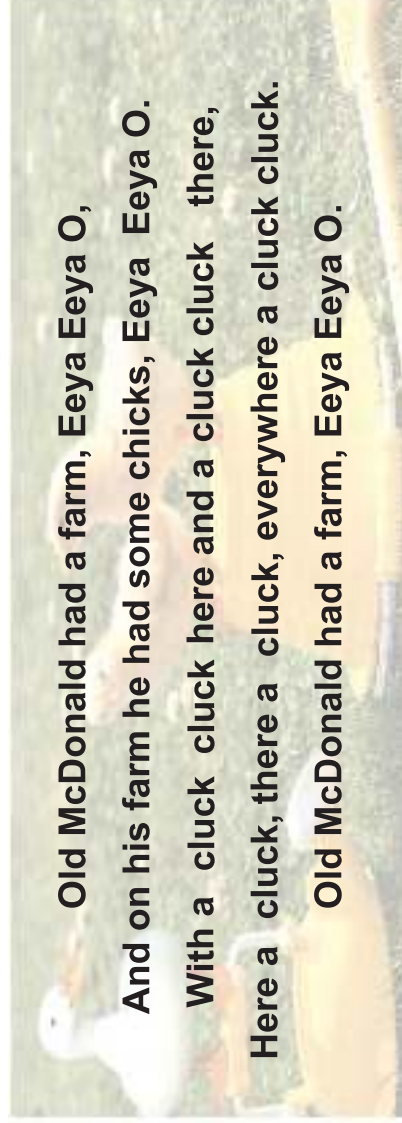 Old McDonald had a farm, Eeya Eeya O,
And on his farm he had some chicks, Eeya Eeya O.
With a cluck cluck here and a cluck cluck there,
Here a cluck, there a cluck, everywhere a cluck cluck.
Old McDonald had a farm, Eeya Eeya O.